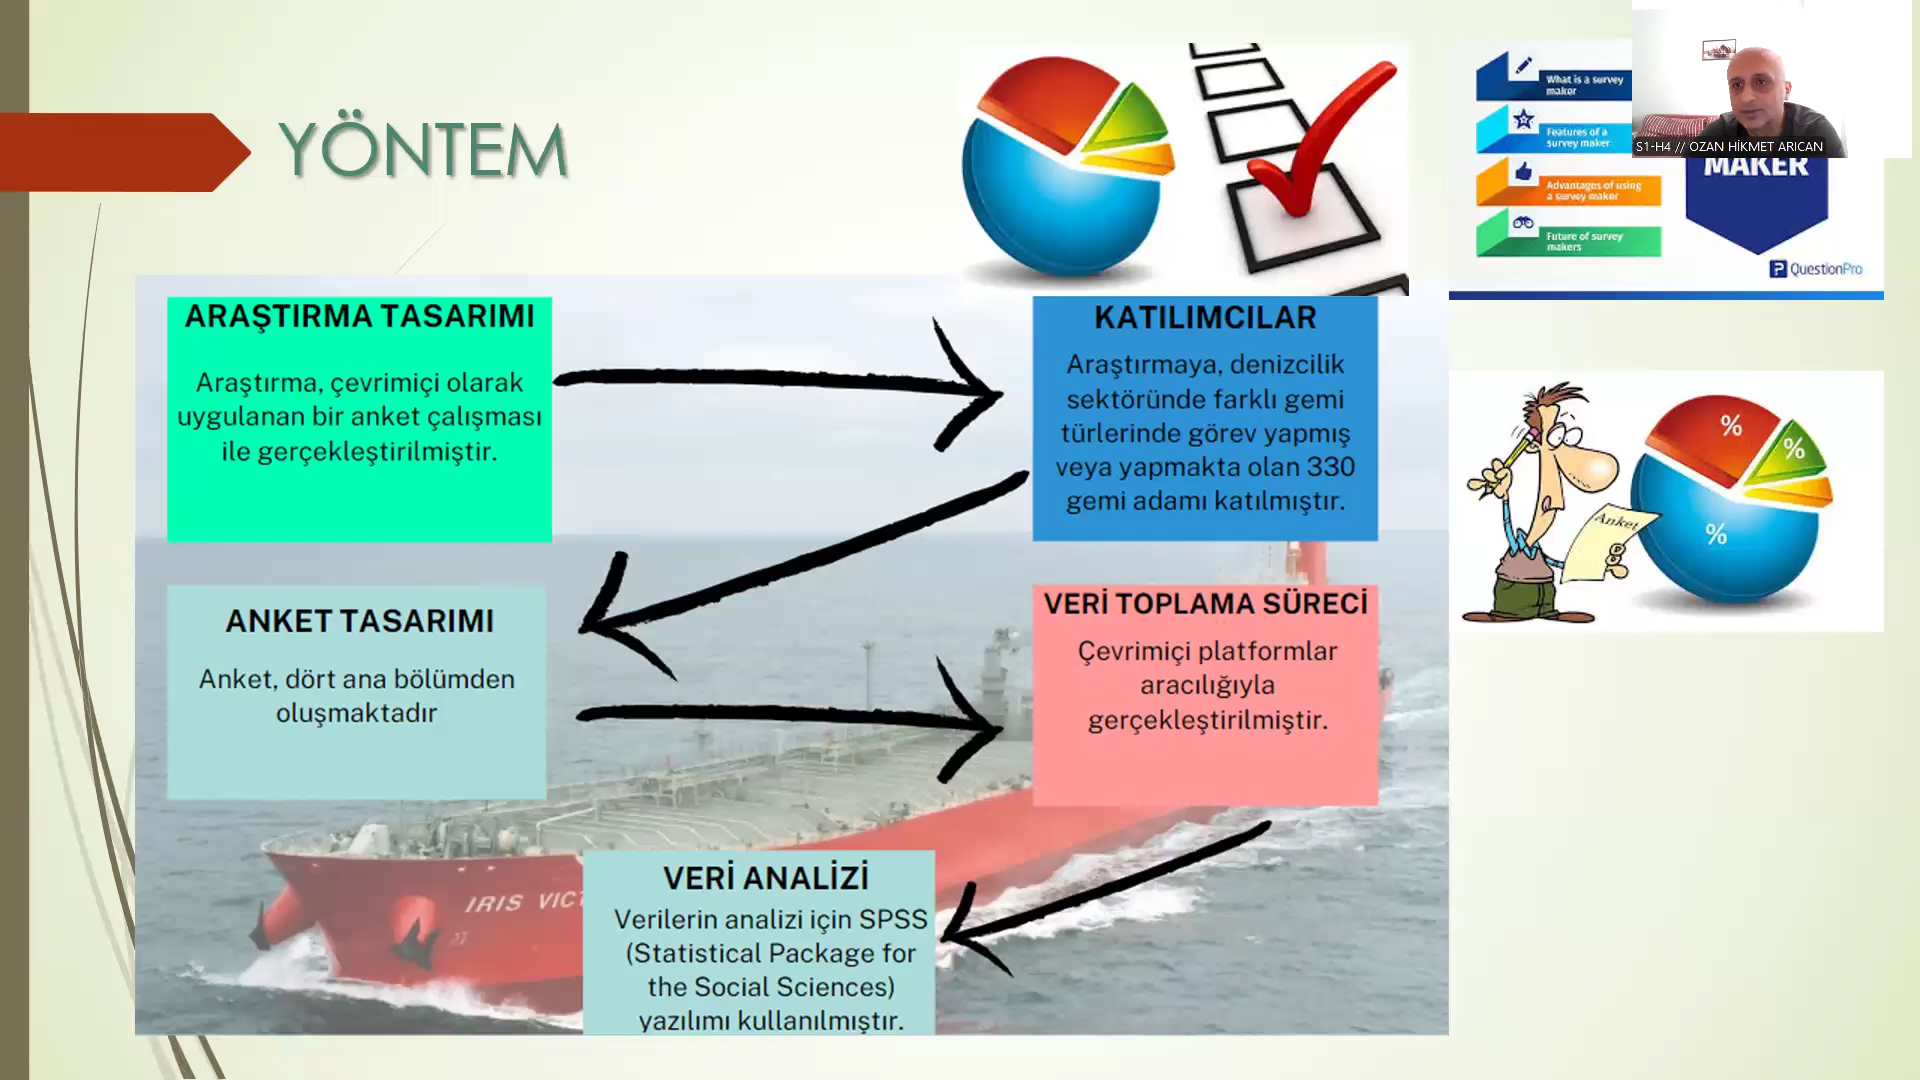 YÖNTEM
What is a survey
maker
Features of a
survey maker
Advantages of using
a survey maker
Future of survey
makers
MAKER
QuestionPro
S1-H4 // OZAN HİKMET ARICAN
ARAŞTIRMA TASARIMI
Araştırma, çevrimiçi olarak
uygulanan bir anket çalışması
ile gerçekleştirilmiştir.
KATILIMCILAR
Araştırmaya, denizcilik
sektöründe farklı gemi
türlerinde görev yapmış
veya yapmakta olan 330
gemi adamı katılmıştır.
% %
%
Anket
ANKET TASARIMI
Anket, dört ana bölümden
oluşmaktadır
VERİ TOPLAMA SÜRECİ
Çevrimiçi platformlar
aracılığıyla
gerçekleştirilmiştir.
IRIS VIC
VERİ ANALİZİ
Verilerin analizi için SPSS
(Statistical Package for
the Social Sciences)
yazılımı kullanılmıştır.